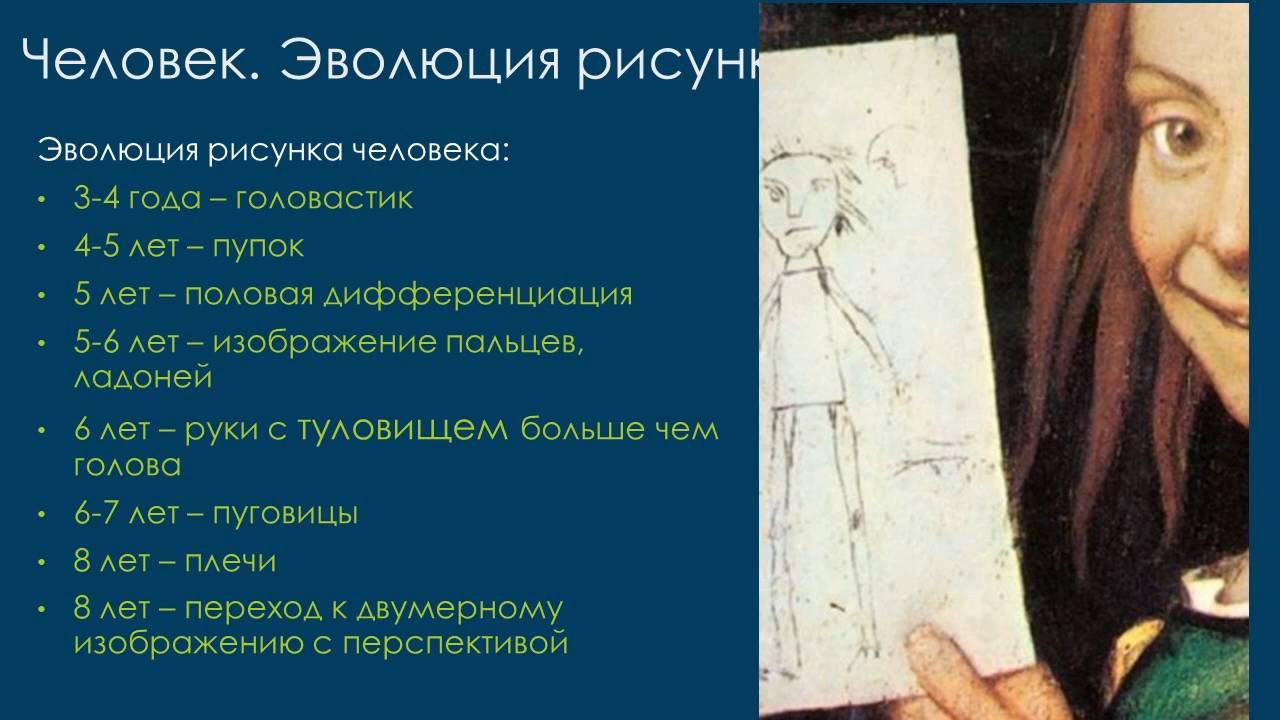 Человек. Эволюция рисунк
Эволюция рисунка человека:
• 3-4 года – головастик
• 4-5 лет – пупок
• 5 лет – половая дифференциация
• 5-6 лет – изображение пальцев,
ладоней
• 6 лет – руки с туловищем больше чем
голова
• 6-7 лет – пуговицы
• 8 лет – плечи
• 8 лет – переход к двумерному
изображению с перспективой